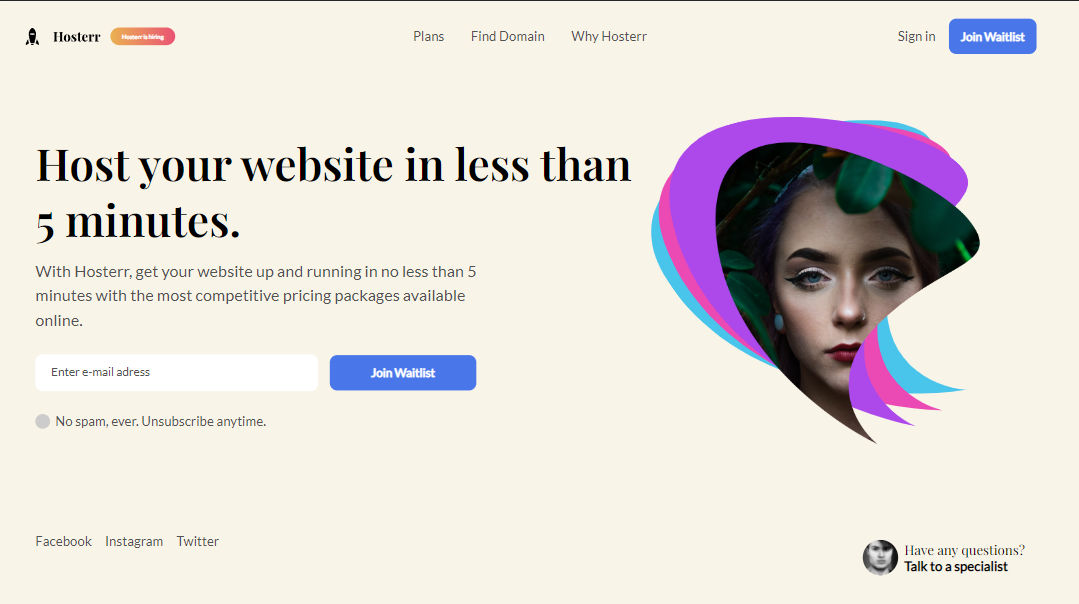 Hosterr
Hosterr is hiring
Plans
Find Domain
Why Hosterr
Sign in
Join Waitlist
Host your website in less than
5 minutes.
With Hosterr, get your website up and running in no less than 5
minutes with the most competitive pricing packages available
online.
Enter e-mail adress
Join Waitlist
No spam, ever. Unsubscribe anytime.
Facebook
Instagram
Twitter
Have any questions?
Talk to a specialist